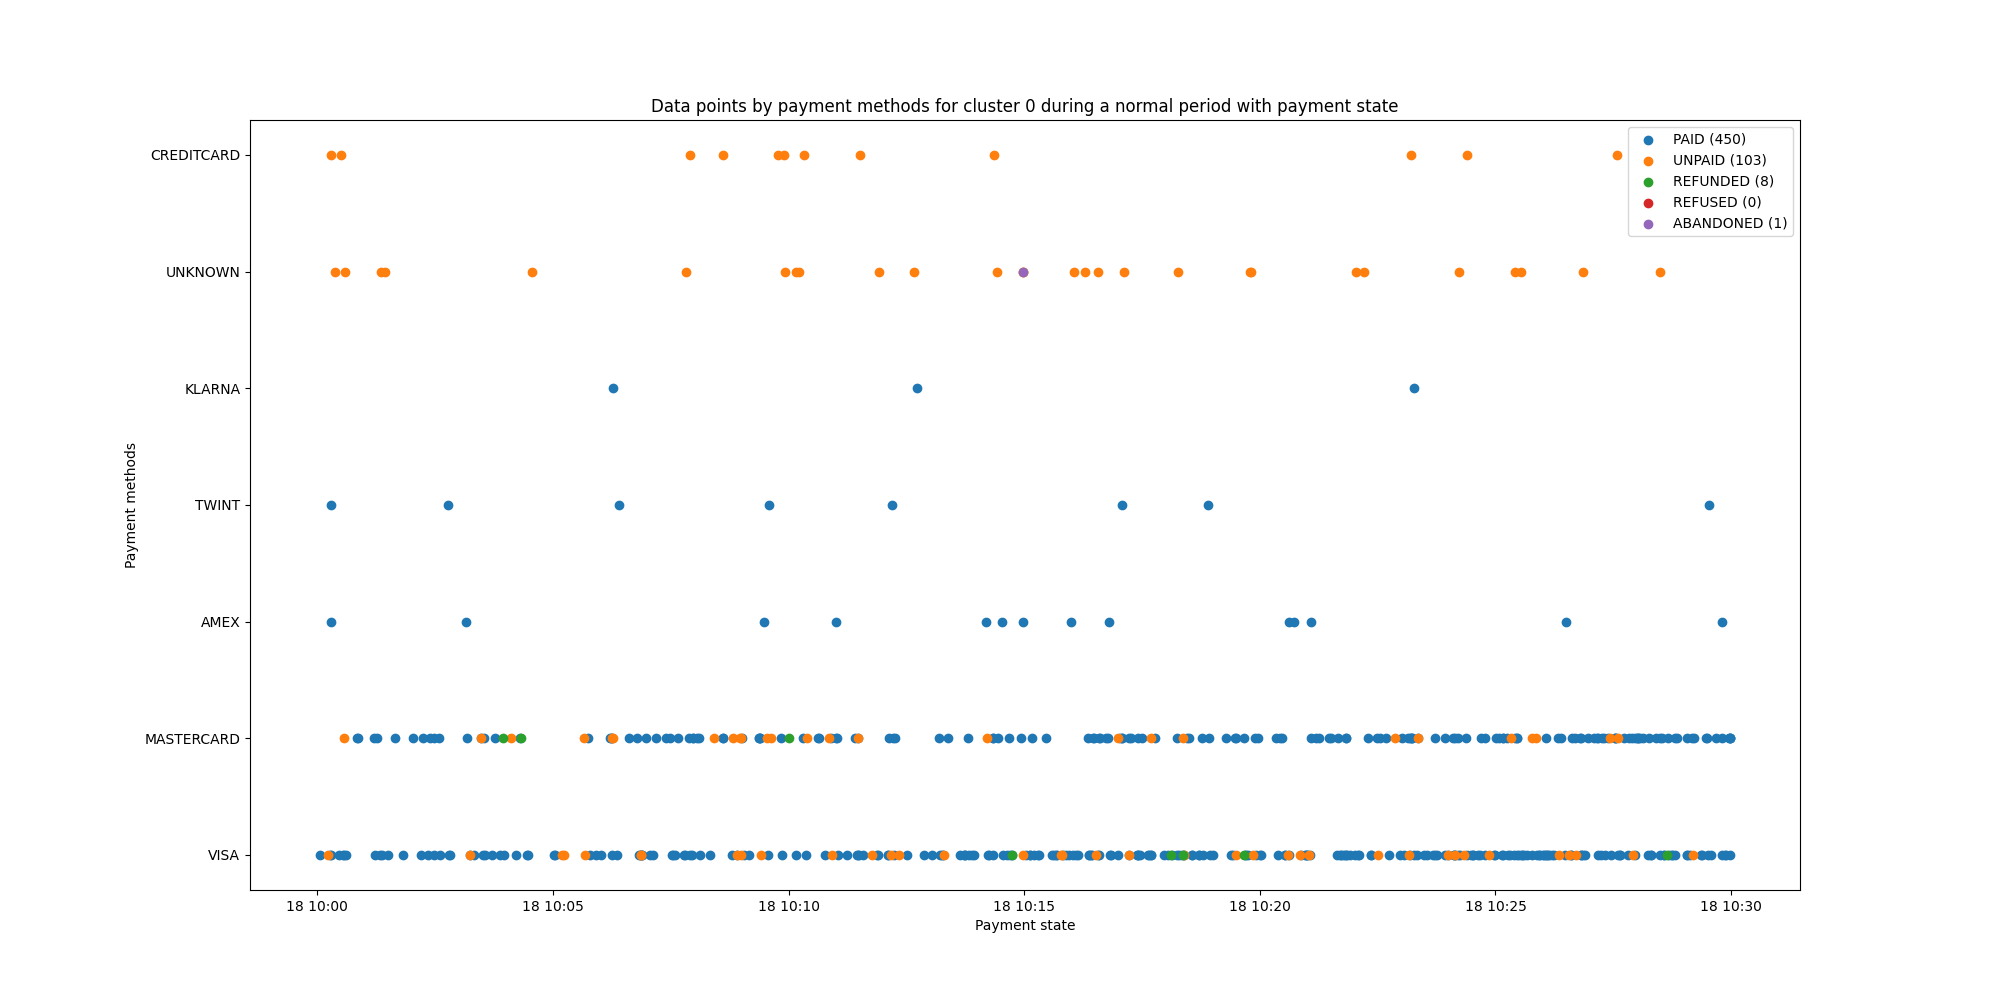 Data points by payment methods for cluster 0 during a normal period with payment state
PAID (450)
UNPAID (103)
REFUNDED (8)
REFUSED (0)
ABANDONED (1)
CREDITCARD
UNKNOWN
KLARNA
TWINT
AMEX
MASTERCARD
VISA
Payment methods
18 10:00 18 10:05 18 10:10 18 10:15 18 10:20 18 10:25 18 10:30
Payment state